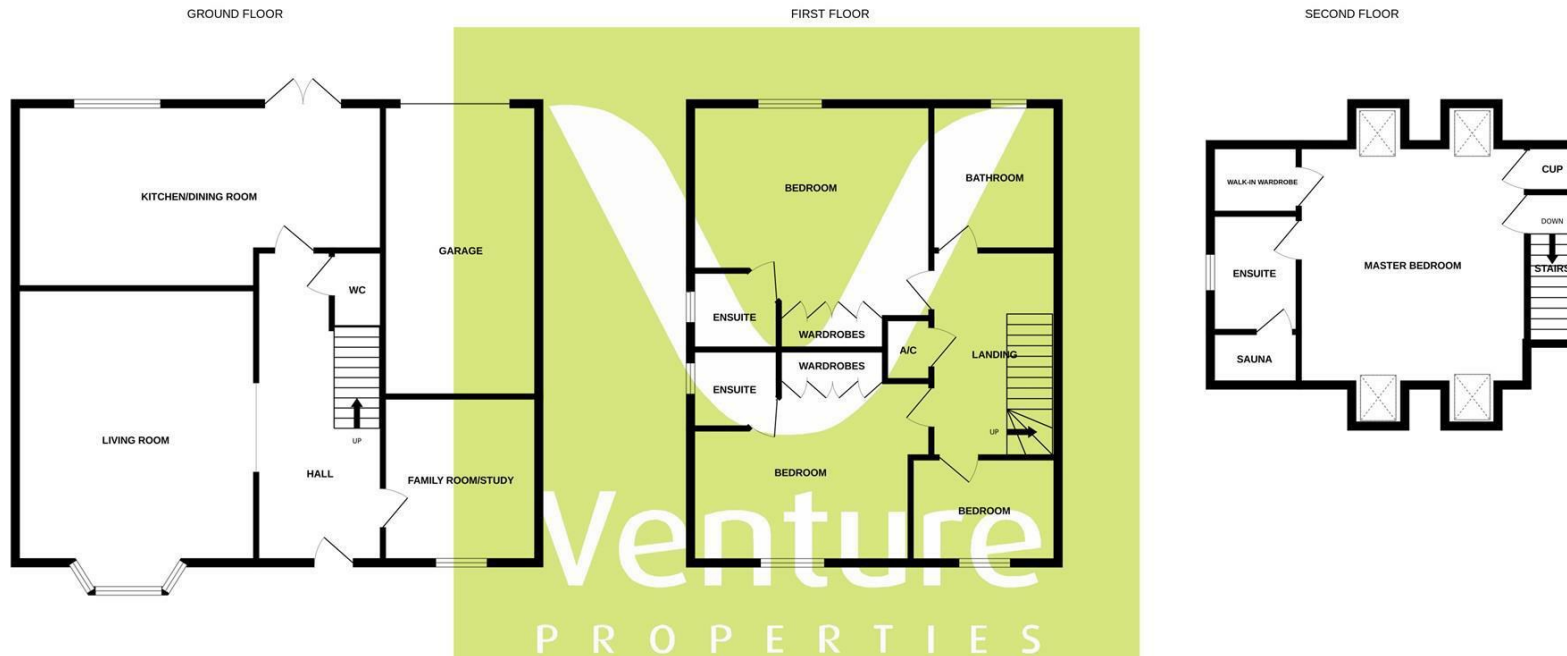 GROUND FLOOR
KITCHEN/DINING ROOM
GARAGE
WC
LIVING ROOM
UP
HALL
FAMILY ROOM/STUDY
FIRST FLOOR
BEDROOM
BATHROOM
ENSUITE
WARDROBES
A/C
LANDING
WARDROBES
ENSUITE
UP
BEDROOM
BEDROOM
Venture
PROPERTIES
SECOND FLOOR
WALK-IN WARDROBE
CUP
DOWN
MASTER BEDROOM
ENSUITE
STAIRS
SAUNA